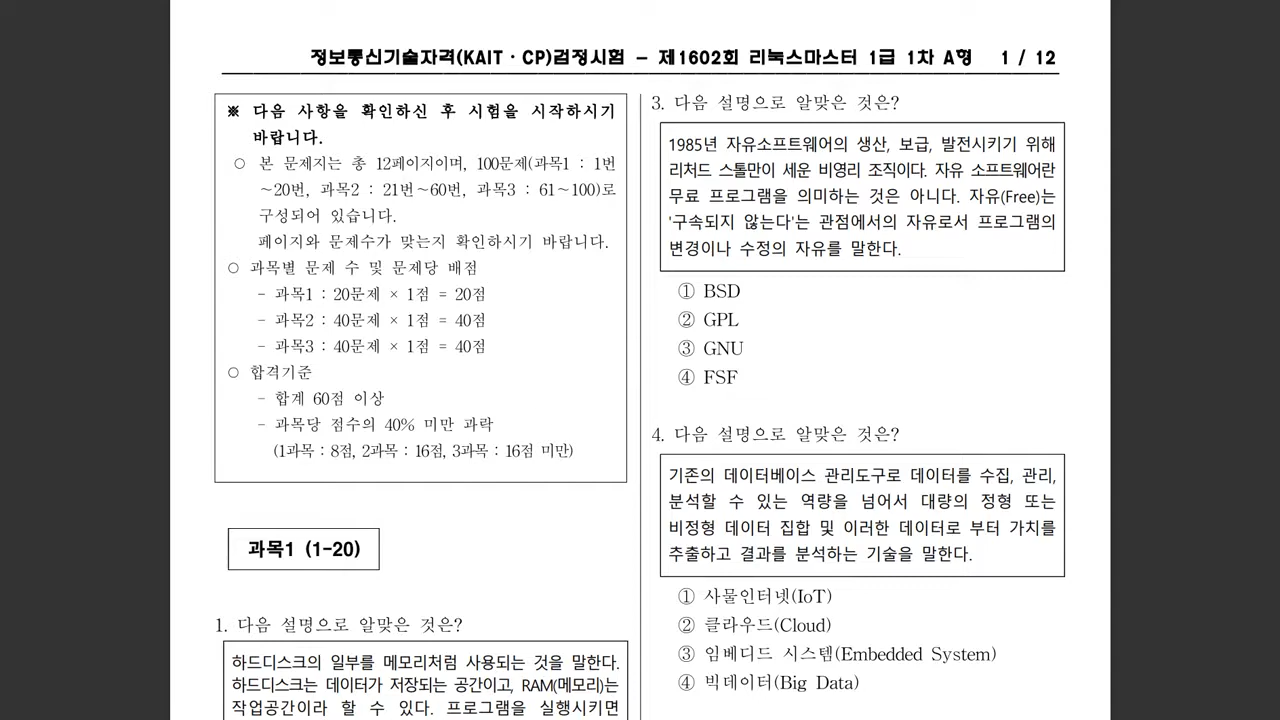 정보통신기술자격(KAIT · CP)검정시험 - 제1602회 리눅스마스터 1급 1차 A형 1 / 12
※ 다음 사항을 확인하신 후 시험을 시작하시기
바랍니다.
○ 본 문제지는 총 12페이지이며, 100문제(과목1 : 1번
~20번, 과목2 : 21번~60번, 과목3 : 61~100)로
구성되어 있습니다.
페이지와 문제수가 맞는지 확인하시기 바랍니다.
○ 과목별 문제 수 및 문제당 배점
- 과목1 : 20문제 × 1점 = 20점
- 과목2 : 40문제 × 1점 = 40점
- 과목3 : 40문제 × 1점 = 40점
○ 합격기준
- 합계 60점 이상
- 과목당 점수의 40% 미만 과락
(1과목 : 8점, 2과목 : 16점, 3과목 : 16점 미만)
과목1 (1-20)
1. 다음 설명으로 알맞은 것은?
하드디스크의 일부를 메모리처럼 사용되는 것을 말한다.
하드디스크는 데이터가 저장되는 공간이고, RAM(메모리)는
작업공간이라 할 수 있다. 프로그램을 실행시키면
3. 다음 설명으로 알맞은 것은?
1985년 자유소프트웨어의 생산, 보급, 발전시키기 위해
리처드 스톨만이 세운 비영리 조직이다. 자유 소프트웨어란
무료 프로그램을 의미하는 것은 아니다. 자유(Free)는
'구속되지 않는다'는 관점에서의 자유로서 프로그램의
변경이나 수정의 자유를 말한다.
① BSD
② GPL
③ GNU
④ FSF
4. 다음 설명으로 알맞은 것은?
기존의 데이터베이스 관리도구로 데이터를 수집, 관리,
분석할 수 있는 역량을 넘어서 대량의 정형 또는
비정형 데이터 집합 및 이러한 데이터로 부터 가치를
추출하고 결과를 분석하는 기술을 말한다.
① 사물인터넷(IoT)
② 클라우드(Cloud)
③ 임베디드 시스템(Embedded System)
④ 빅데이터(Big Data)